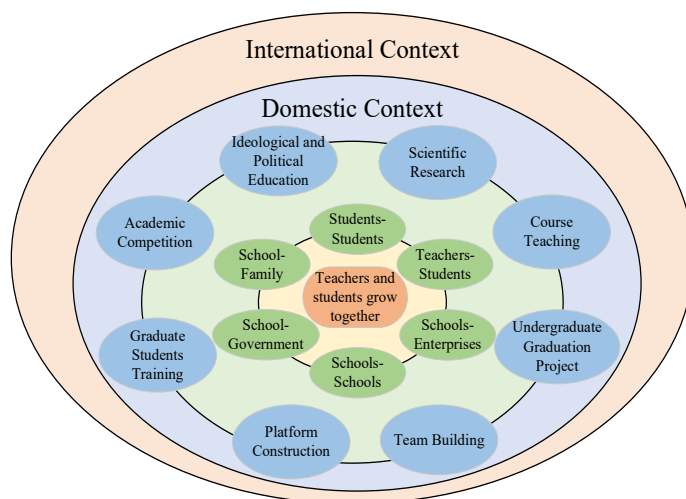 International Context
Domestic Context
Ideological and
Political
Education
Scientific
Research
Academic
Competition
Students-
Students
Course
Teaching
School-
Family
Teachers-
Students
Teachers and
students grow
together
Graduate
Students
Training
School-
Government
Schools-
Enterprises
Undergraduate
Graduation
Project
Schools-
Schools
Platform
Construction
Team Building